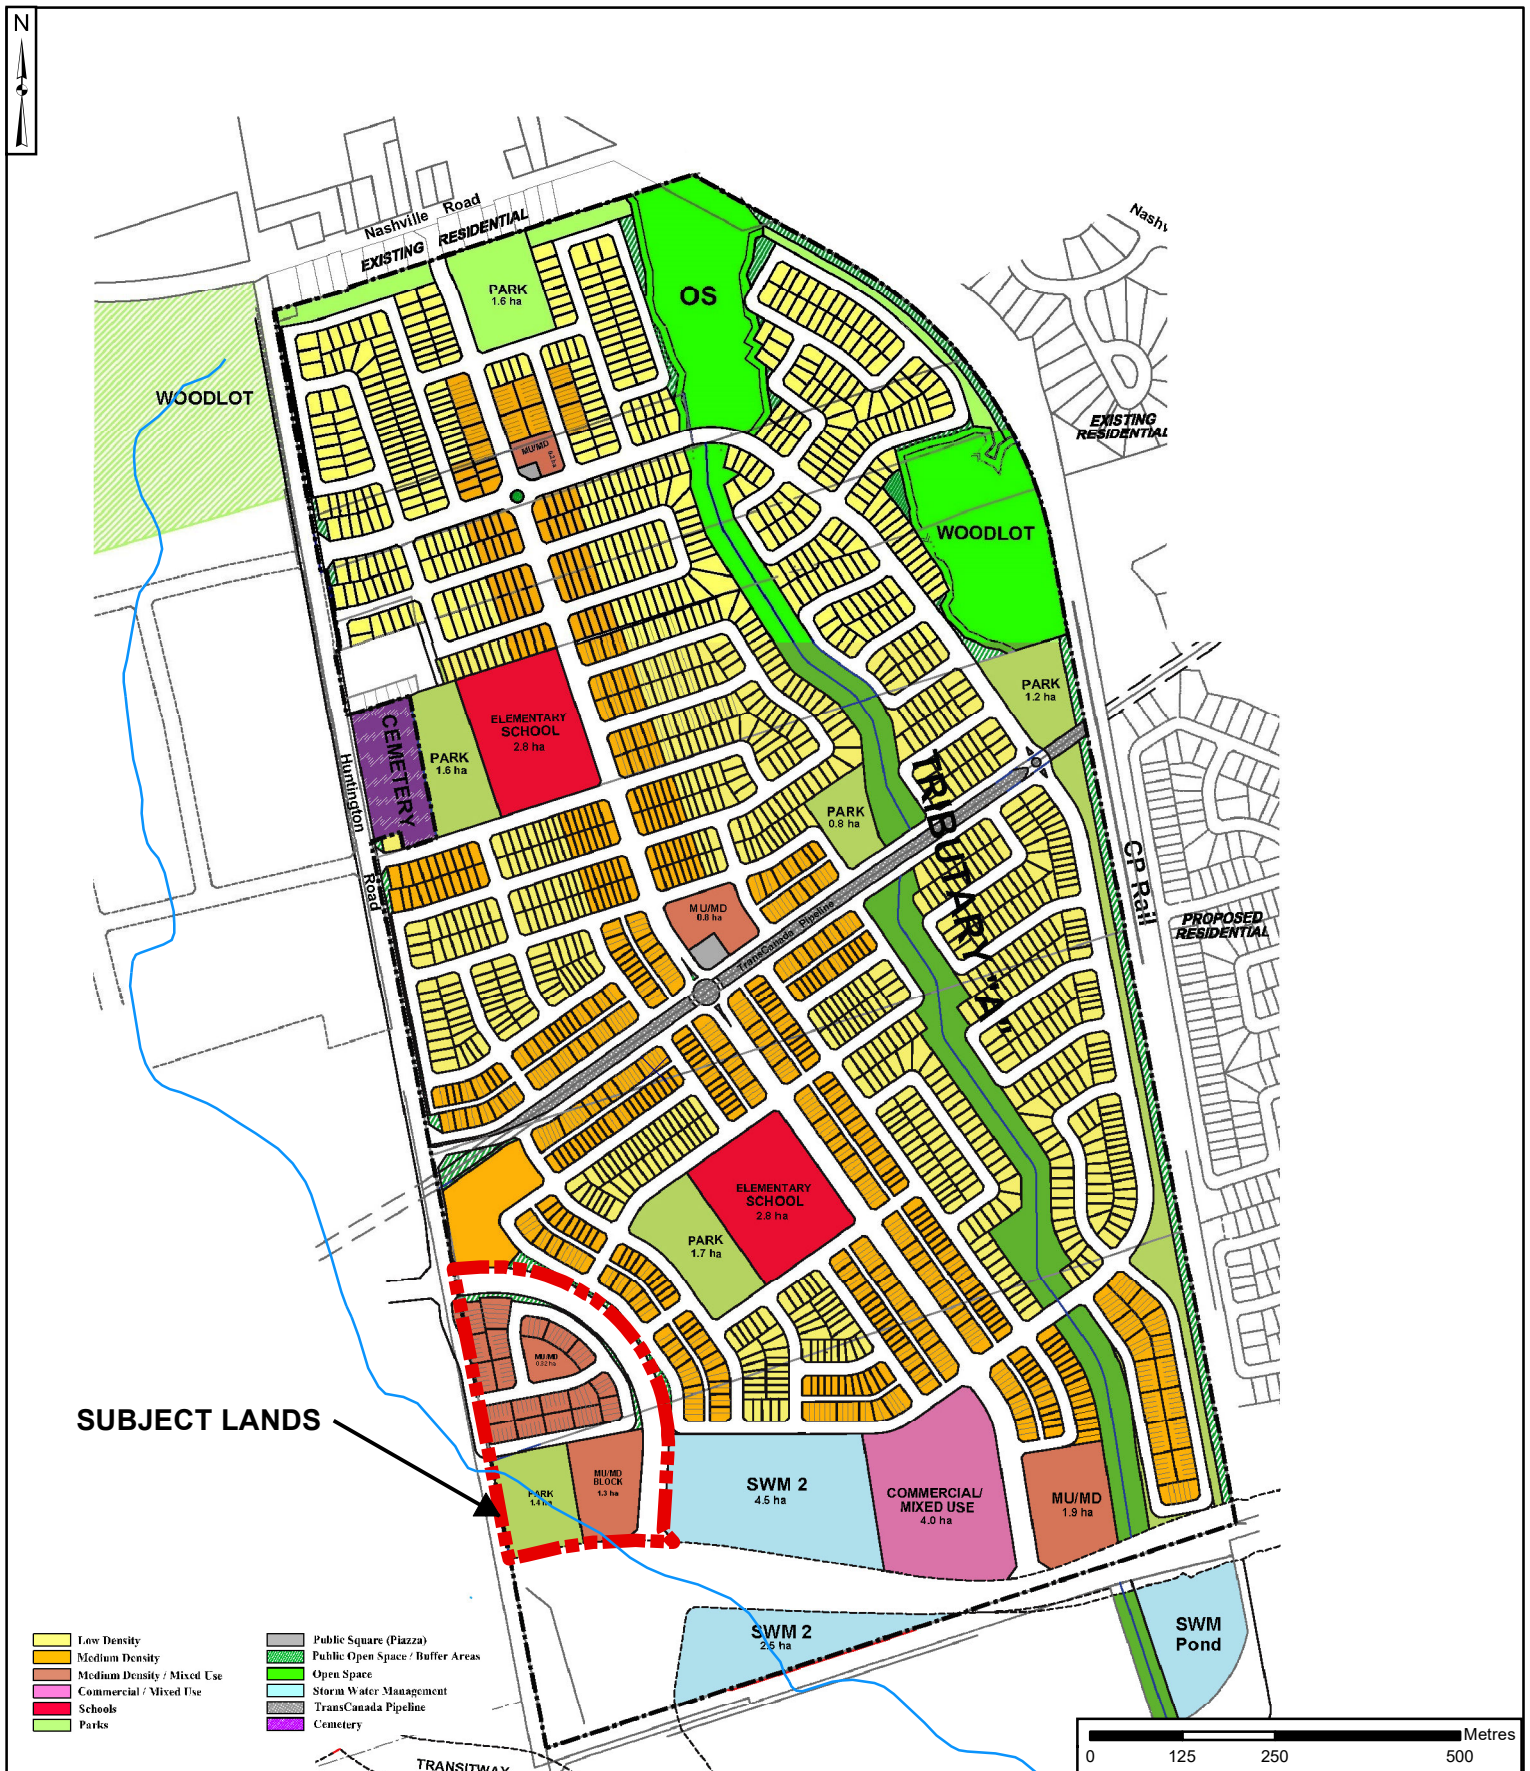 N
Nashville Road
EXISTING RESIDENTIAL
PARK
1.6 ha
OS
WOODLOT
EXISTING
RESIDENTIAL
MU/MD
WOODLOT
PARK
1.2 ha
CEMETERY
PARK
1.6 ha
ELEMENTARY
SCHOOL
2.8 ha
Huntington Road
PARK
0.8 ha
TRIBUTARY "A"
CP Rail
MU/MD
0.8 ha
TransCanada Pipeline
PROPOSED
RESIDENTIAL
ELEMENTARY
SCHOOL
2.8 ha
PARK
1.7 ha
MU/MD
0.82 ha
SUBJECT LANDS
PARK
1.4 ha
MU/MD
BLOCK
1.3 ha
SWM 2
4.5 ha
COMMERCIAL/
MIXED USE
4.0 ha
MU/MD
1.9 ha
SWM 2
2.5 ha
SWM
Pond
Low Density
Medium Density
Medium Density / Mixed Use
Commercial / Mixed Use
Schools
Parks
Public Square (Piazza)
Public Open Space / Buffer Areas
Open Space
Storm Water Management
TransCanada Pipeline
Cemetery
TRANSITWAY
Metres
0 125 250 500